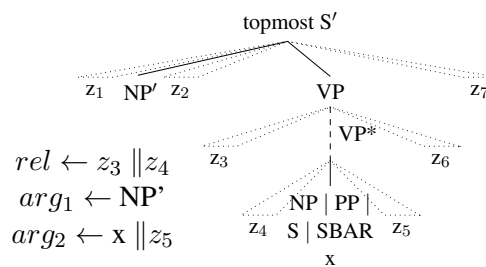 topmost S′
z₁ NP′ z₂ VP z₇
VP*
z₃ z₆
rel ← z₃ ‖z₄
arg₁ ← NP’
NP | PP |
z₄ z₅
arg₂ ← x ‖z₅
S | SBAR
x